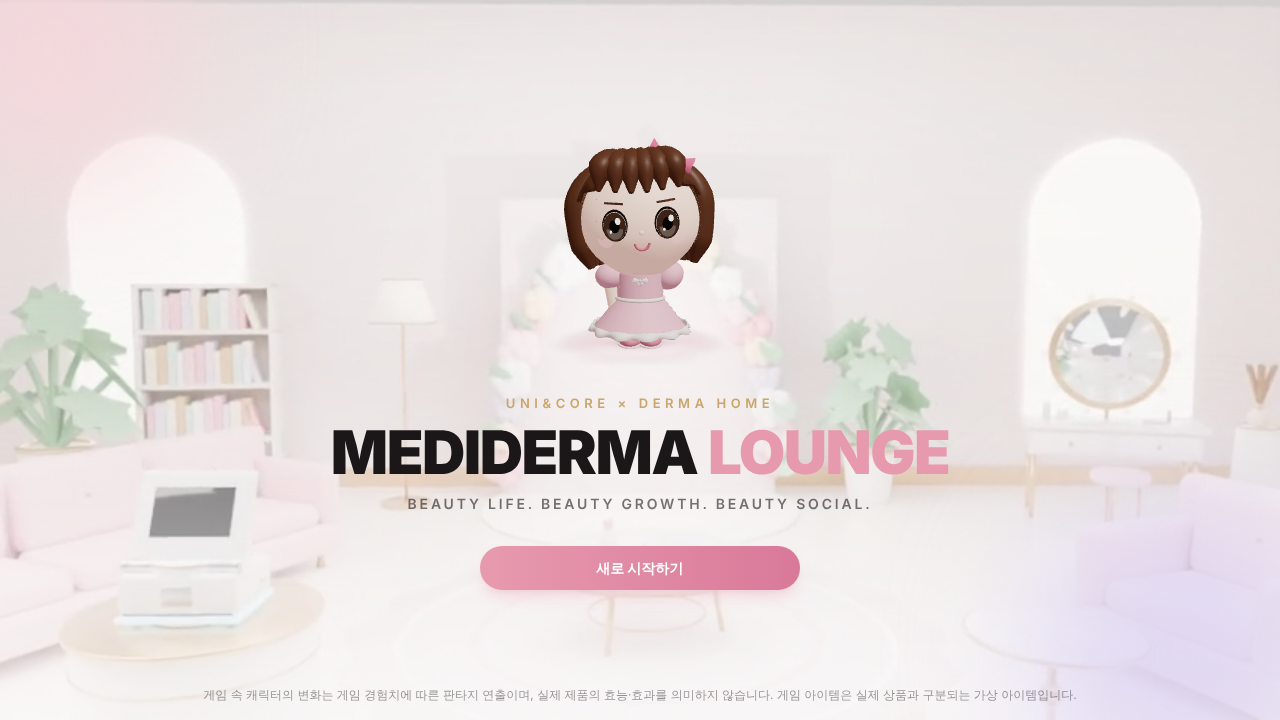 UNI&CORE × DERMA HOME
MEDIDERMA LOUNGE
BEAUTY LIFE. BEAUTY GROWTH. BEAUTY SOCIAL.
새로 시작하기
게임 속 캐릭터의 변화는 게임 경험치에 따른 판타지 연출이며, 실제 제품의 효능·효과를 의미하지 않습니다. 게임 아이템은 실제 상품과 구분되는 가상 아이템입니다.